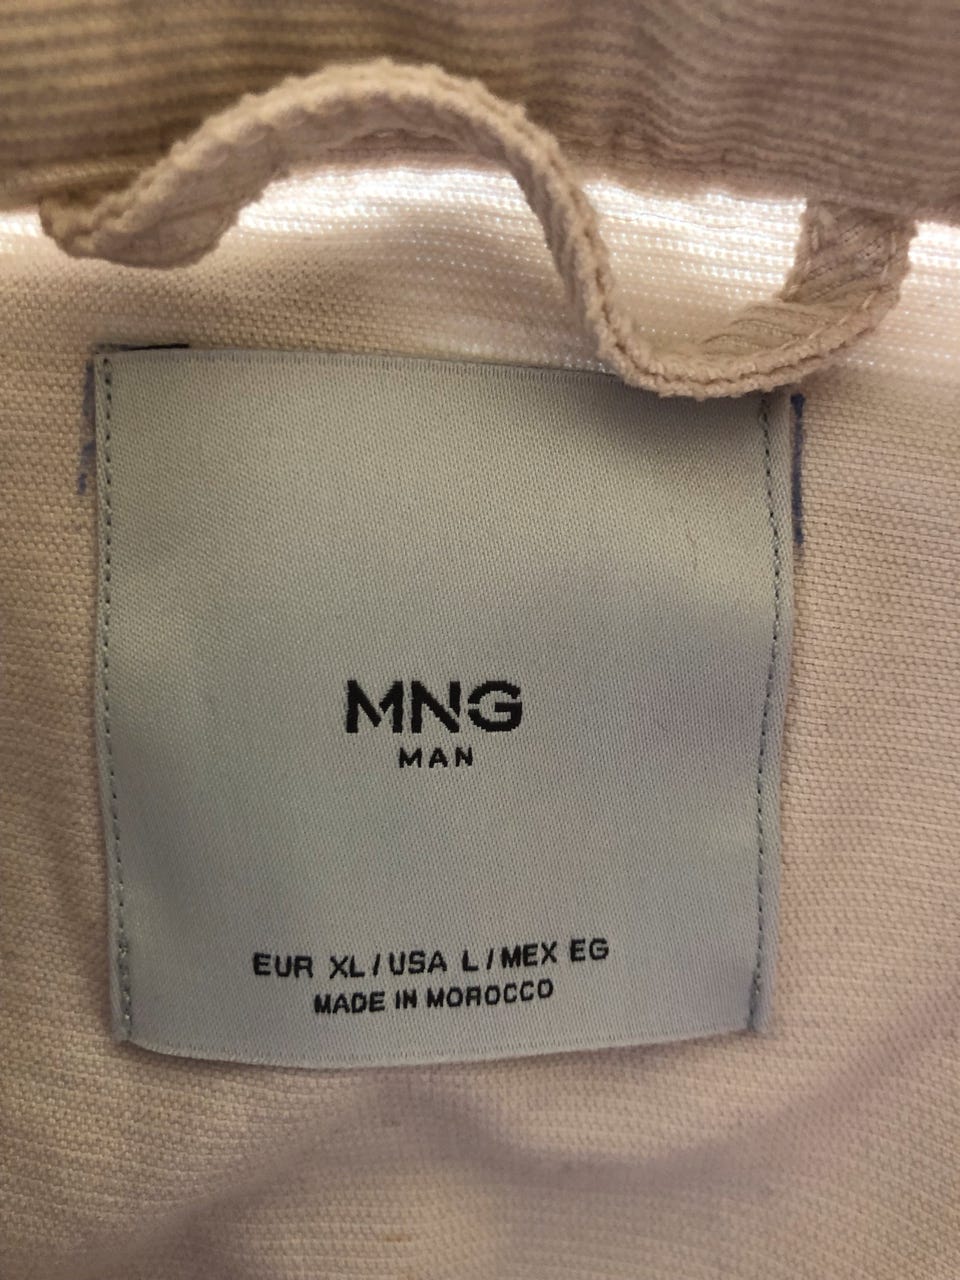 MNG
MAN
EUR XL / USA L / MEX EG
MADE IN MOROCCO